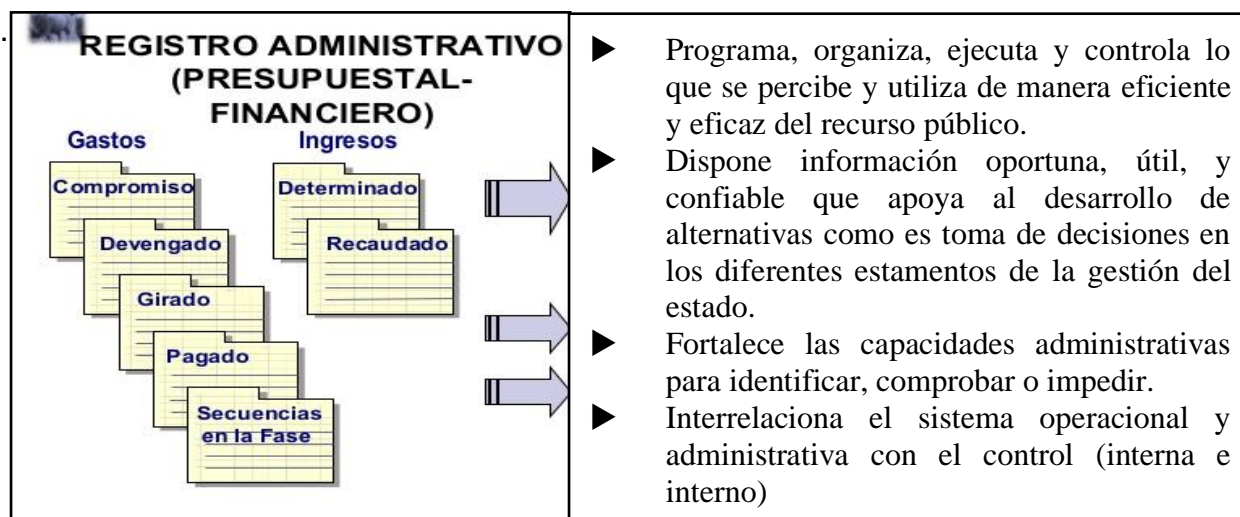 .
REGISTRO ADMINISTRATIVO
(PRESUPUESTAL-
FINANCIERO)
Gastos
Ingresos
Compromiso
Determinado
Devengado
Recaudado
Girado
Pagado
Secuencias
en la Fase
Programa, organiza, ejecuta y controla lo
que se percibe y utiliza de manera eficiente
y eficaz del recurso público.
Dispone información oportuna, útil, y
confiable que apoya al desarrollo de
alternativas como es toma de decisiones en
los diferentes estamentos de la gestión del
estado.
Fortalece las capacidades administrativas
para identificar, comprobar o impedir.
Interrelaciona el sistema operacional y
administrativa con el control (interna e
interno)